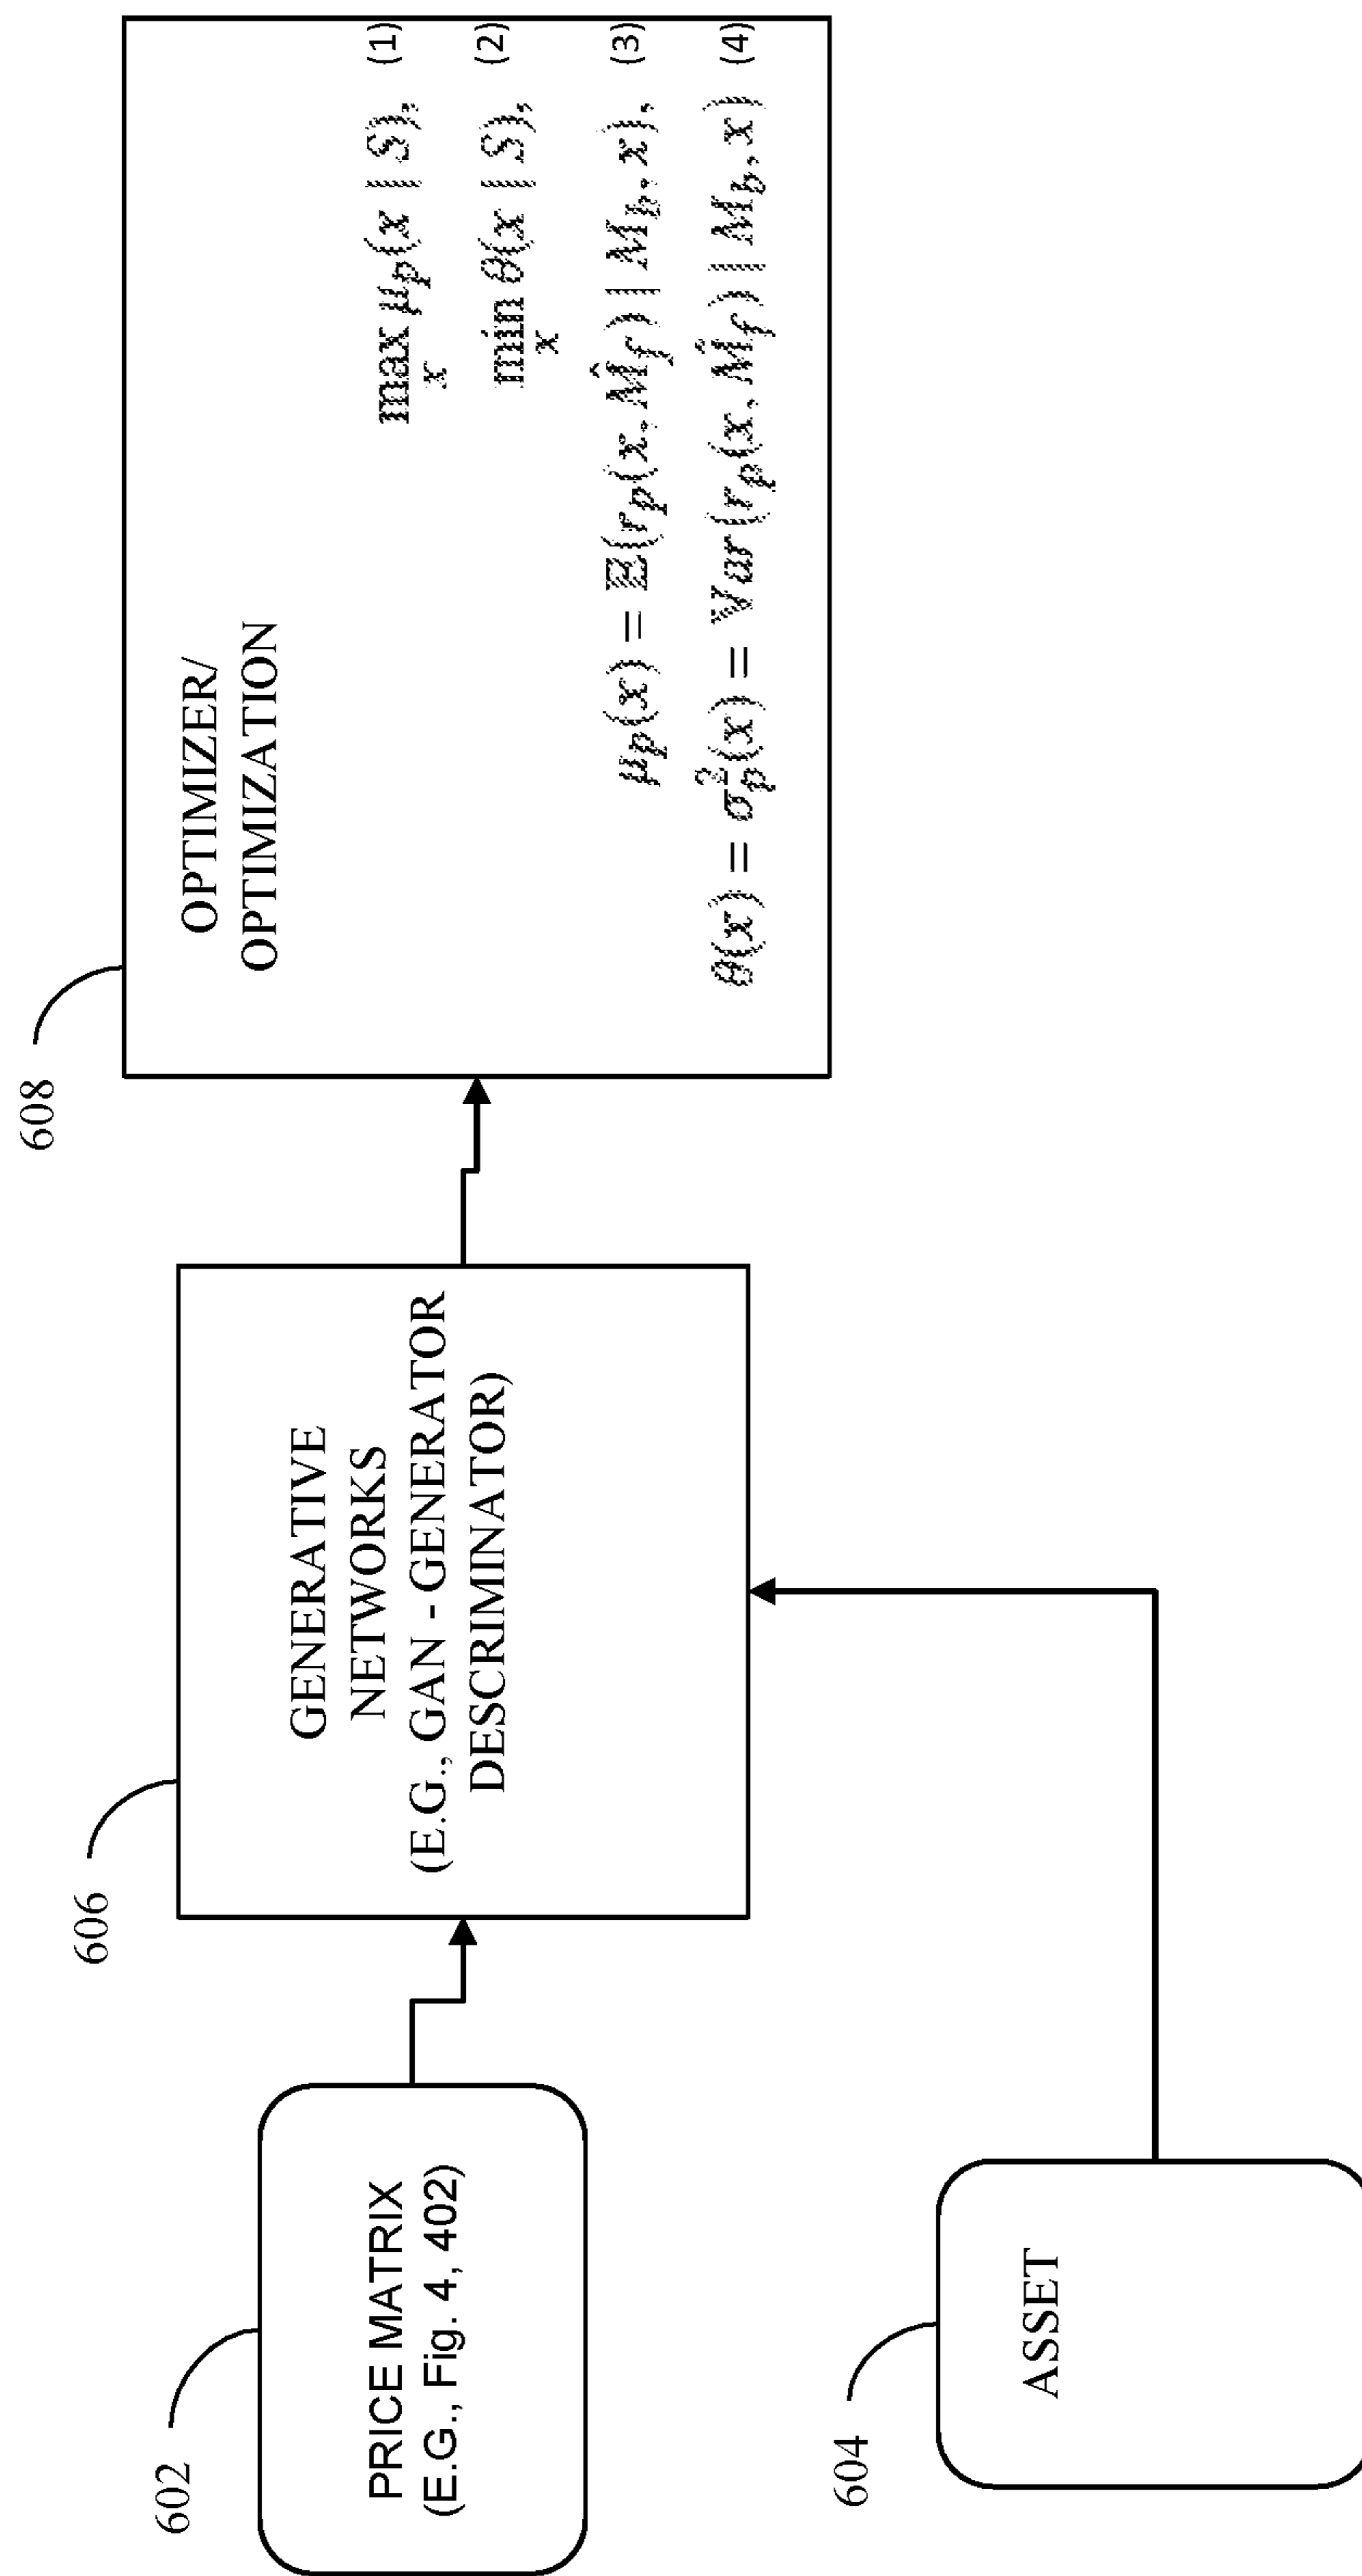 602
PRICE MATRIX
(E.G., Fig. 4, 402)
604
ASSET
606
GENERATIVE
NETWORKS
(E.G., GAN - GENERATOR
DESCRIMINATOR)
608
OPTIMIZER/
OPTIMIZATION
max μ_p(x | S), (1)
x
min θ(x | S), (2)
x
μ_p(x) = 𝔼(r_p(x, M̂_f) | M_b, x), (3)
θ(x) = σ_p^2(x) = 𝕍ar(r_p(x, M̂_f) | M_b, x) (4)